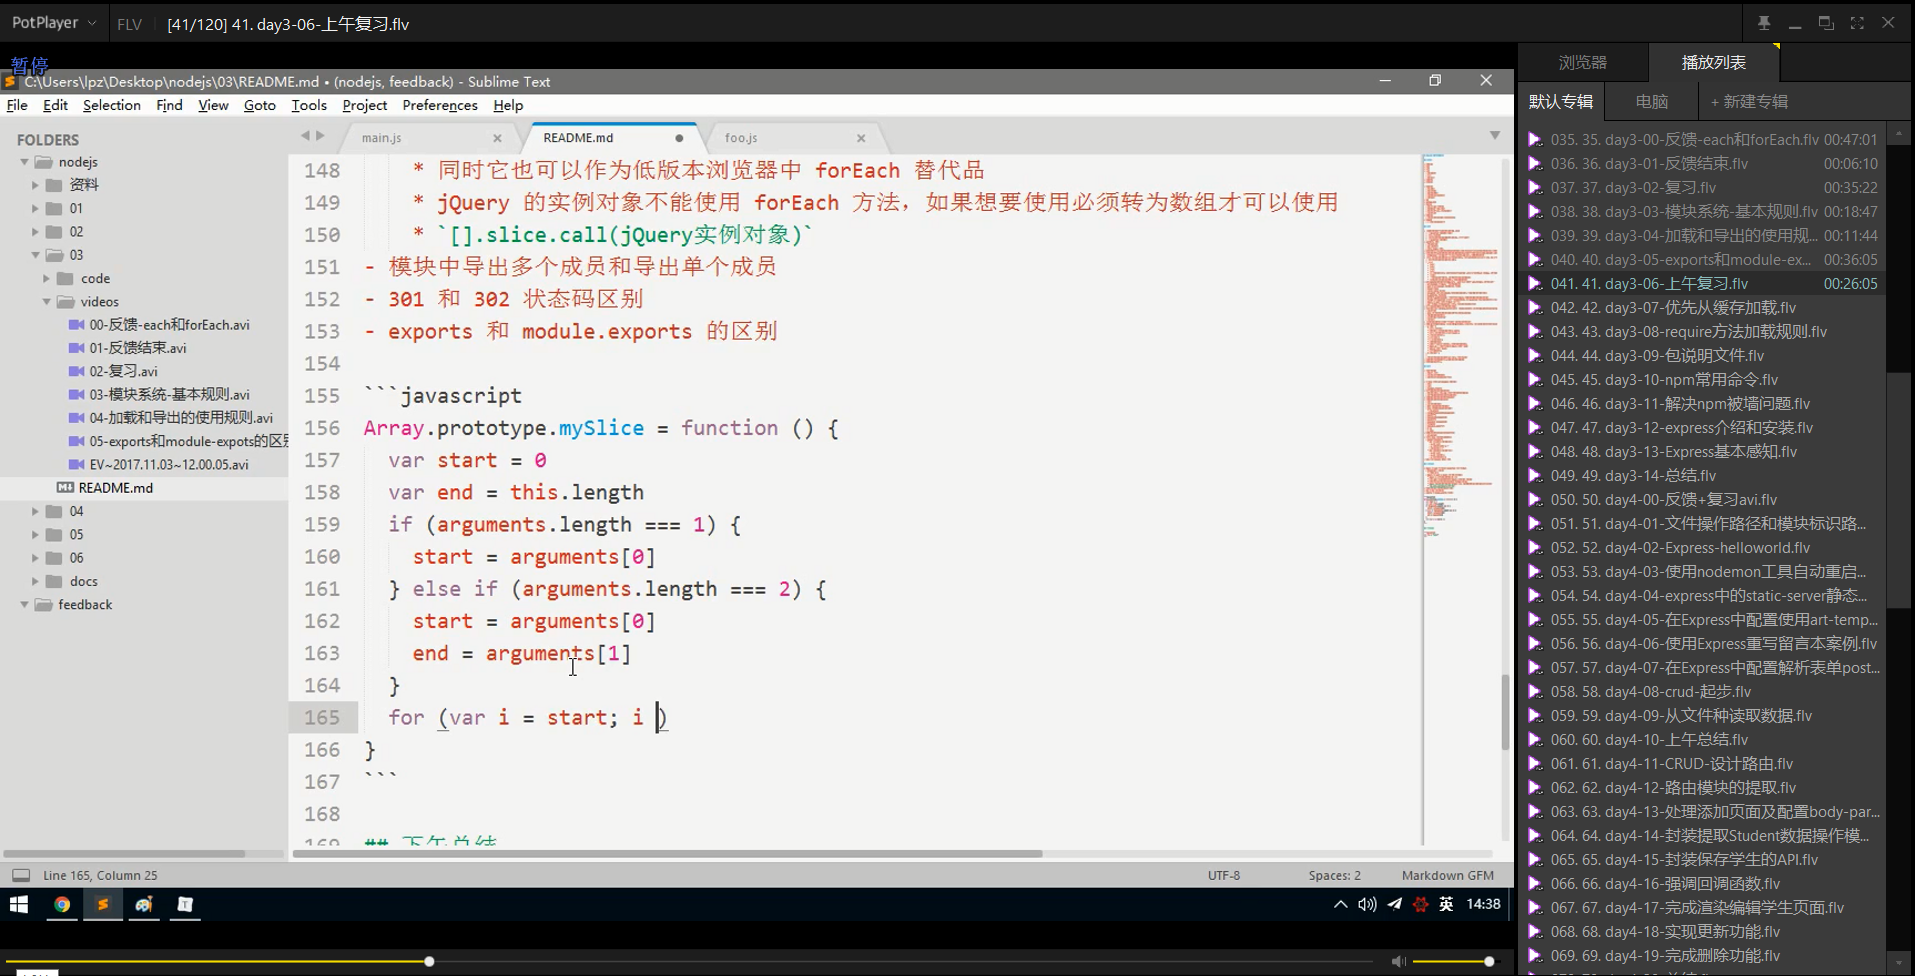 PotPlayer
FLV
[41/120] 41. day3-06-上午复习.flv
暂停
C:\Users\lpz\Desktop\nodejs\03\README.md • (nodejs, feedback) - Sublime Text
File Edit Selection Find View Goto Tools Project Preferences Help
FOLDERS
nodejs
资料
01
02
03
code
videos
00-反馈-each和forEach.avi
01-反馈结束.avi
02-复习.avi
03-模块系统-基本规则.avi
04-加载和导出的使用规则.avi
05-exports和module-expots的区别
EV~2017.11.03~12.00.05.avi
README.md
04
05
06
docs
feedback
main.js
README.md
foo.js
148 * 同时它也可以作为低版本浏览器中 forEach 替代品
149 * jQuery 的实例对象不能使用 forEach 方法，如果想要使用必须转为数组才可以使用
150 * `[].slice.call(jQuery实例对象)`
151 - 模块中导出多个成员和导出单个成员
152 - 301 和 302 状态码区别
153 - exports 和 module.exports 的区别
154
155 ```javascript
156 Array.prototype.mySlice = function () {
157 var start = 0
158 var end = this.length
159 if (arguments.length === 1) {
160 start = arguments[0]
161 } else if (arguments.length === 2) {
162 start = arguments[0]
163 end = arguments[1]
164 }
165 for (var i = start; i )
166 }
167 ```
168
169 ## 下午总结
Line 165, Column 25
UTF-8
Spaces: 2
Markdown GFM
英
14:38
浏览器
播放列表
默认专辑
电脑
+ 新建专辑
035. 35. day3-00-反馈-each和forEach.flv 00:47:01
036. 36. day3-01-反馈结束.flv 00:06:10
037. 37. day3-02-复习.flv 00:35:22
038. 38. day3-03-模块系统-基本规则.flv 00:18:47
039. 39. day3-04-加载和导出的使用规... 00:11:44
040. 40. day3-05-exports和module-ex... 00:36:05
041. 41. day3-06-上午复习.flv 00:26:05
042. 42. day3-07-优先从缓存加载.flv
043. 43. day3-08-require方法加载规则.flv
044. 44. day3-09-包说明文件.flv
045. 45. day3-10-npm常用命令.flv
046. 46. day3-11-解决npm被墙问题.flv
047. 47. day3-12-express介绍和安装.flv
048. 48. day3-13-Express基本感知.flv
049. 49. day3-14-总结.flv
050. 50. day4-00-反馈+复习avi.flv
051. 51. day4-01-文件操作路径和模块标识路...
052. 52. day4-02-Express-helloworld.flv
053. 53. day4-03-使用nodemon工具自动重启...
054. 54. day4-04-express中的static-server静态...
055. 55. day4-05-在Express中配置使用art-temp...
056. 56. day4-06-使用Express重写留言本案例.flv
057. 57. day4-07-在Express中配置解析表单post...
058. 58. day4-08-crud-起步.flv
059. 59. day4-09-从文件种读取数据.flv
060. 60. day4-10-上午总结.flv
061. 61. day4-11-CRUD-设计路由.flv
062. 62. day4-12-路由模块的提取.flv
063. 63. day4-13-处理添加页面及配置body-par...
064. 64. day4-14-封装提取Student数据操作模...
065. 65. day4-15-封装保存学生的API.flv
066. 66. day4-16-强调回调函数.flv
067. 67. day4-17-完成渲染编辑学生页面.flv
068. 68. day4-18-实现更新功能.flv
069. 69. day4-19-完成删除功能.flv